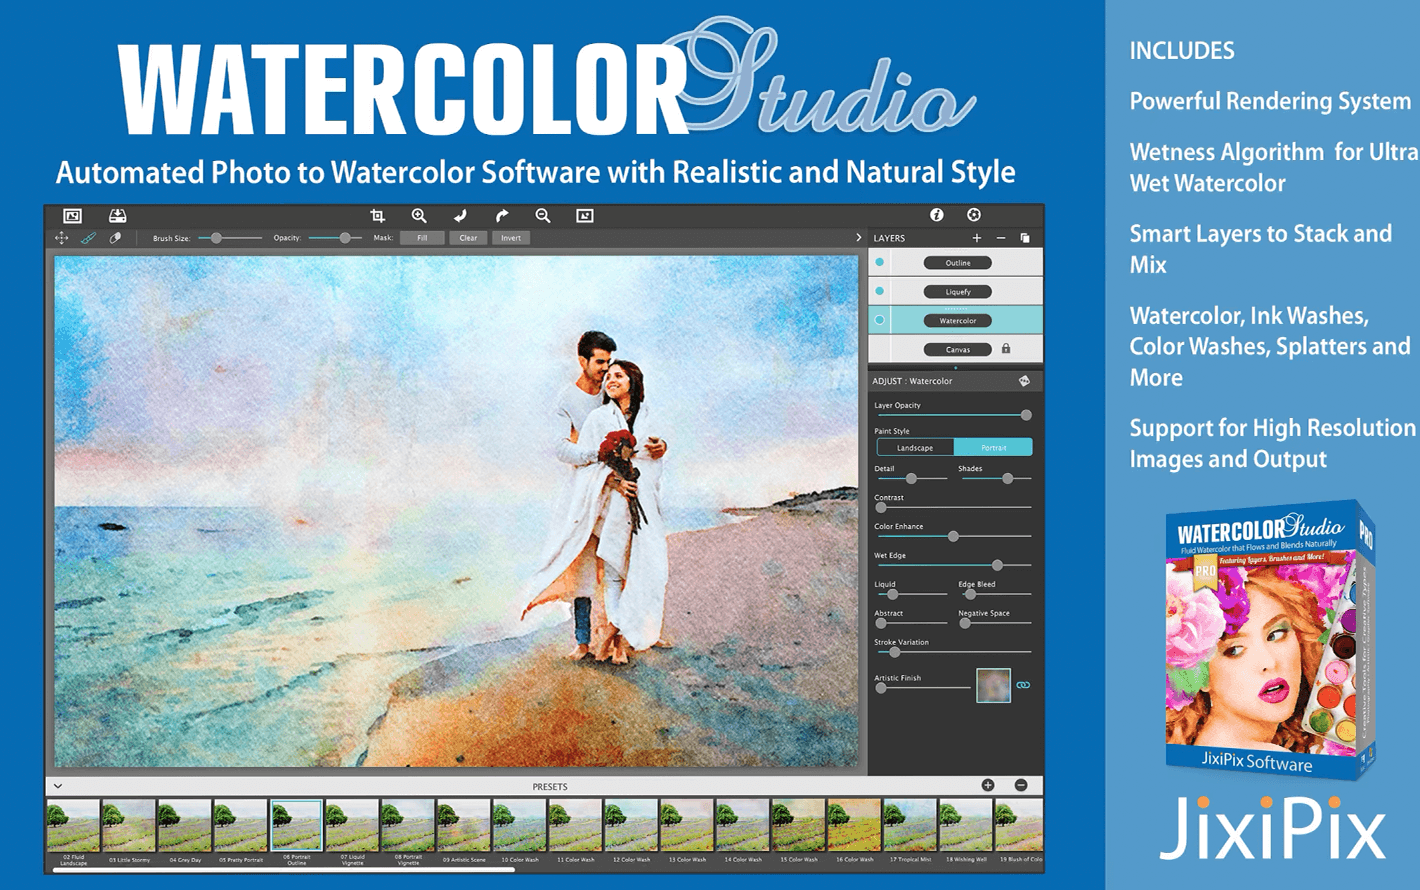 WATERCOLOR Studio
Automated Photo to Watercolor Software with Realistic and Natural Style
Brush Size:
Opacity:
Mask:
Fill
Clear
Invert
LAYERS
Outline
Liquefy
Watercolor
Canvas
ADJUST : Watercolor
Layer Opacity
Paint Style
Landscape
Portrait
Detail
Shades
Contrast
Color Enhance
Wet Edge
Liquid
Edge Bleed
Abstract
Negative Space
Stroke Variation
Artistic Finish
PRESETS
02 Fluid
Landscape
03 Little Stormy
04 Grey Day
05 Pretty Portrait
06 Portrait
Outline
07 Liquid
Vignette
08 Portrait
Vignette
09 Artistic Scene
10 Color Wash
11 Color Wash
12 Color Wash
13 Color Wash
14 Color Wash
15 Color Wash
16 Color Wash
17 Tropical Mist
18 Wishing Well
19 Blush of Colo
INCLUDES
Powerful Rendering System
Wetness Algorithm for Ultra
Wet Watercolor
Smart Layers to Stack and
Mix
Watercolor, Ink Washes,
Color Washes, Splatters and
More
Support for High Resolution
Images and Output
WATERCOLOR Studio
Fluid Watercolor that Flows and Blends Naturally
Featuring Layers, Brushes and More!
PRO
PRO
Creative Tools for Creative Types
JixiPix Software
JixiPix